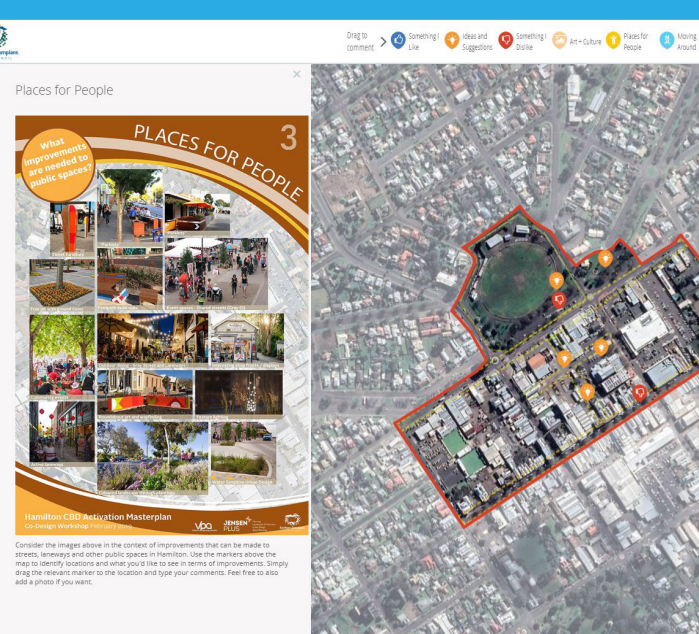 Drag to
comment
Something I
Like
Ideas and
Suggestions
Something I
Dislike
Art + Culture
Places for
People
Moving
Around
Places for People
What
improvements
are needed to
public spaces?
PLACES FOR PEOPLE
3
Hamilton CBD Activation Masterplan
Co-Design Workshop February
vpa
JENSEN
PLUS
Consider the images above in the context of improvements that can be made to
streets, laneways and other public spaces in Hamilton. Use the markers above the
map to identify locations and what you'd like to see in terms of improvements. Simply
drag the relevant marker to the location and type your comments. Feel free to also
add a photo if you want.